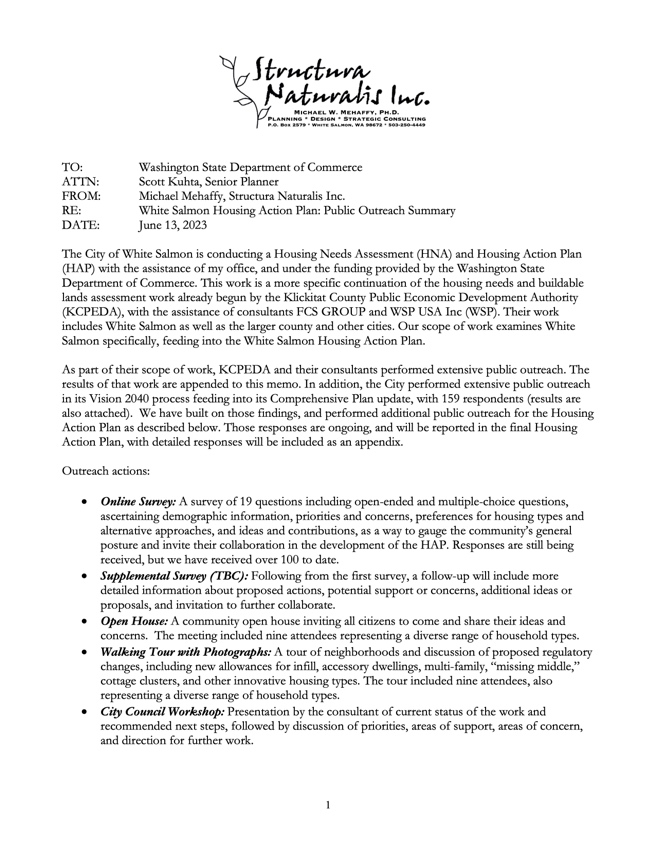 Structura
Naturalis Inc.
MICHAEL W. MEHAFFY, PH.D.
PLANNING * DESIGN * STRATEGIC CONSULTING
P.O. BOX 2579 * WHITE SALMON, WA 98672 * 503-250-4449
TO: Washington State Department of Commerce
ATTN: Scott Kuhta, Senior Planner
FROM: Michael Mehaffy, Structura Naturalis Inc.
RE: White Salmon Housing Action Plan: Public Outreach Summary
DATE: June 13, 2023
The City of White Salmon is conducting a Housing Needs Assessment (HNA) and Housing Action Plan
(HAP) with the assistance of my office, and under the funding provided by the Washington State
Department of Commerce. This work is a more specific continuation of the housing needs and buildable
lands assessment work already begun by the Klickitat County Public Economic Development Authority
(KCPEDA), with the assistance of consultants FCS GROUP and WSP USA Inc (WSP). Their work
includes White Salmon as well as the larger county and other cities. Our scope of work examines White
Salmon specifically, feeding into the White Salmon Housing Action Plan.
As part of their scope of work, KCPEDA and their consultants performed extensive public outreach. The
results of that work are appended to this memo. In addition, the City performed extensive public outreach
in its Vision 2040 process feeding into its Comprehensive Plan update, with 159 respondents (results are
also attached). We have built on those findings, and performed additional public outreach for the Housing
Action Plan as described below. Those responses are ongoing, and will be reported in the final Housing
Action Plan, with detailed responses will be included as an appendix.
Outreach actions:
• Online Survey: A survey of 19 questions including open-ended and multiple-choice questions,
ascertaining demographic information, priorities and concerns, preferences for housing types and
alternative approaches, and ideas and contributions, as a way to gauge the community's general
posture and invite their collaboration in the development of the HAP. Responses are still being
received, but we have received over 100 to date.
• Supplemental Survey (TBC): Following from the first survey, a follow-up will include more
detailed information about proposed actions, potential support or concerns, additional ideas or
proposals, and invitation to further collaborate.
• Open House: A community open house inviting all citizens to come and share their ideas and
concerns. The meeting included nine attendees representing a diverse range of household types.
• Walking Tour with Photographs: A tour of neighborhoods and discussion of proposed regulatory
changes, including new allowances for infill, accessory dwellings, multi-family, "missing middle,"
cottage clusters, and other innovative housing types. The tour included nine attendees, also
representing a diverse range of household types.
• City Council Workshop: Presentation by the consultant of current status of the work and
recommended next steps, followed by discussion of priorities, areas of support, areas of concern,
and direction for further work.
1